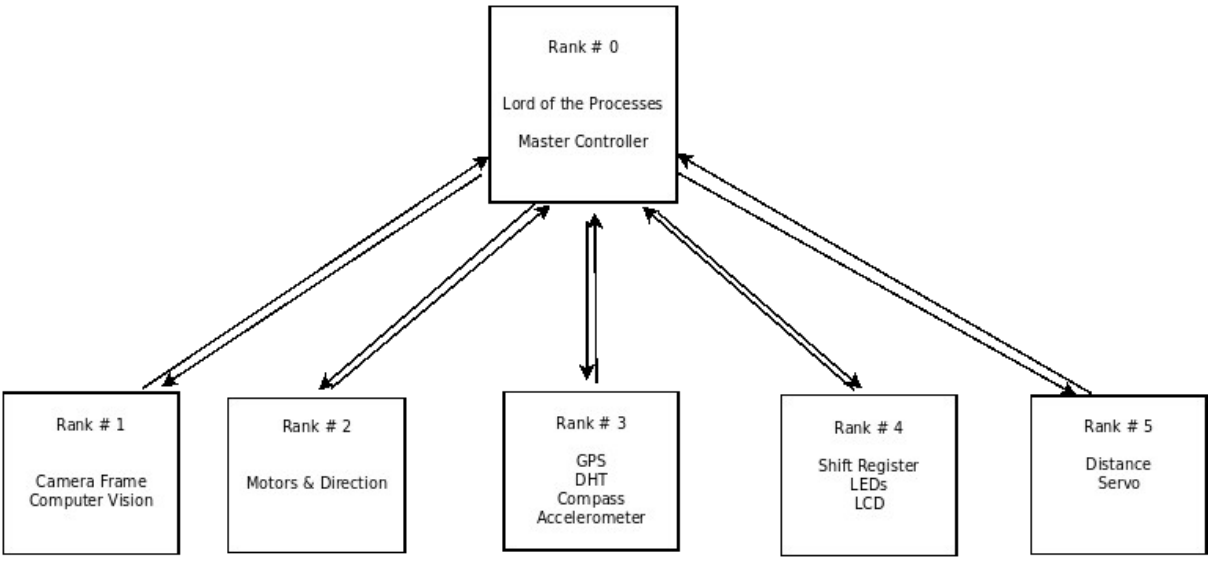 Rank # 0
Lord of the Processes
Master Controller
Rank # 1
Camera Frame
Computer Vision
Rank # 2
Motors & Direction
Rank # 3
GPS
DHT
Compass
Accelerometer
Rank # 4
Shift Register
LEDs
LCD
Rank # 5
Distance
Servo